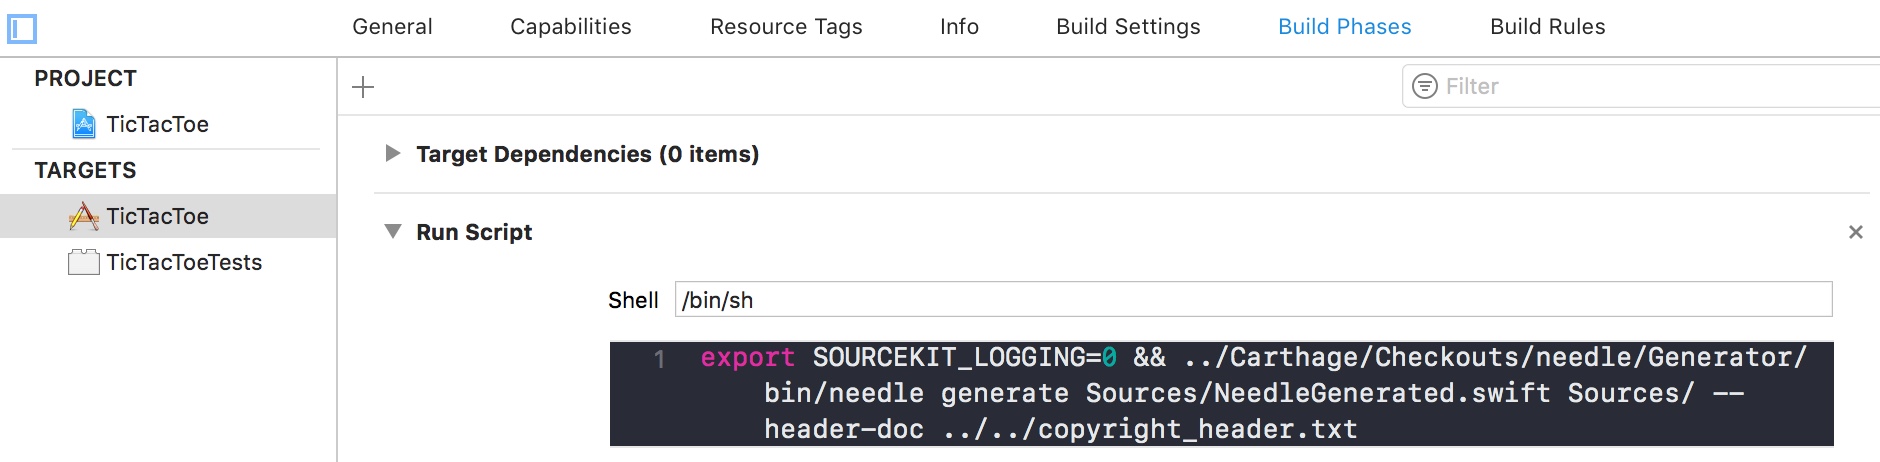 General Capabilities Resource Tags Info Build Settings Build Phases Build Rules
PROJECT
TicTacToe
TARGETS
TicTacToe
TicTacToeTests
Filter
Target Dependencies (0 items)
Run Script
Shell /bin/sh
1 export SOURCEKIT_LOGGING=0 && ../Carthage/Checkouts/needle/Generator/
bin/needle generate Sources/NeedleGenerated.swift Sources/ --
header-doc ../../copyright_header.txt